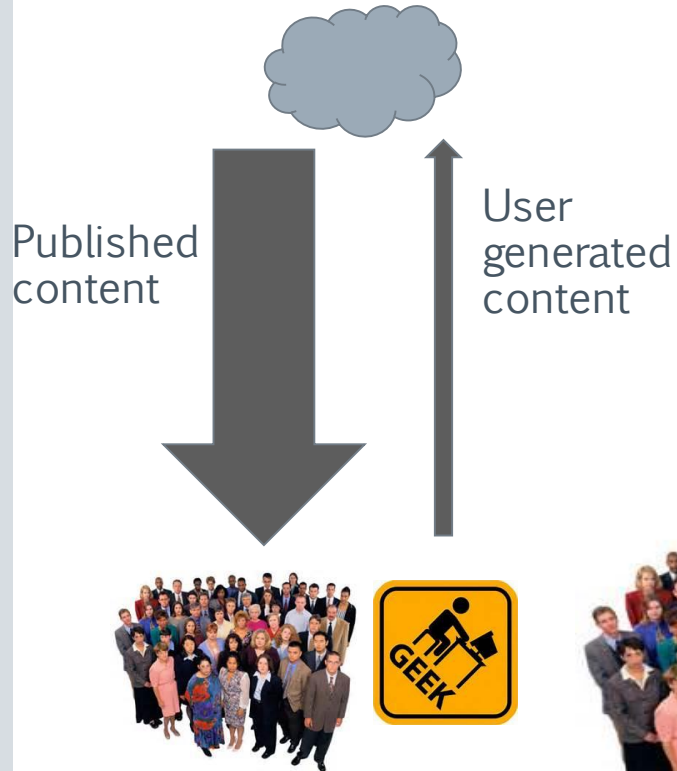 Published
content
User
generated
content
GEEK